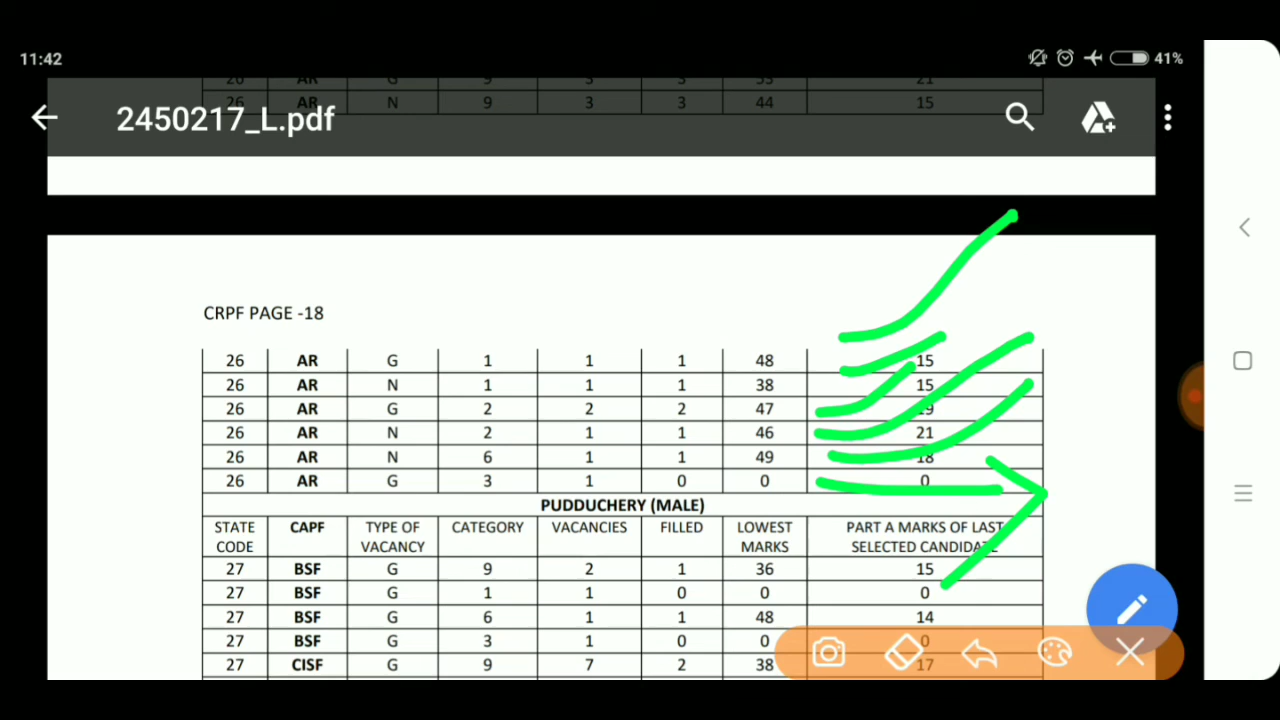 11:42
41%
26 AR N 9 3 3 44 15
2450217_L.pdf
CRPF PAGE -18
26 AR G 1 1 1 48 15
26 AR N 1 1 1 38 15
26 AR G 2 2 2 47 19
26 AR N 2 1 1 46 21
26 AR N 6 1 1 49 18
26 AR G 3 1 0 0 0
PUDDUCHERY (MALE)
STATE CODE CAPF TYPE OF VACANCY CATEGORY VACANCIES FILLED LOWEST MARKS PART A MARKS OF LAST SELECTED CANDIDATE
27 BSF G 9 2 1 36 15
27 BSF G 1 1 0 0 0
27 BSF G 6 1 1 48 14
27 BSF G 3 1 0 0 0
27 CISF G 9 7 2 38 17